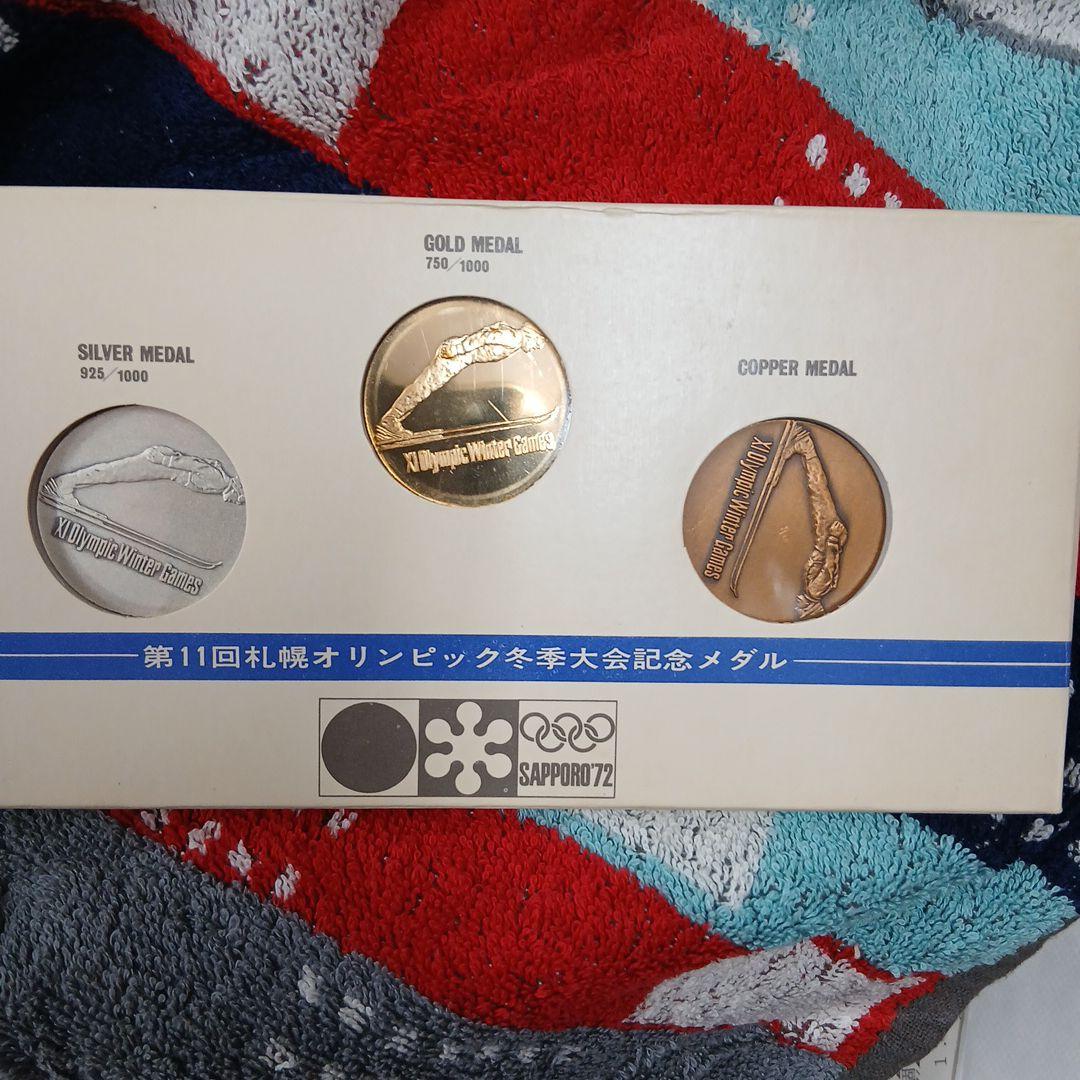 GOLD MEDAL
750/1000
SILVER MEDAL
925/1000
COPPER MEDAL
XI Olympic Winter Games
XI Olympic Winter Games
XI Olympic Winter Games
第11回札幌オリンピック冬季大会記念メダル
SAPPORO'72